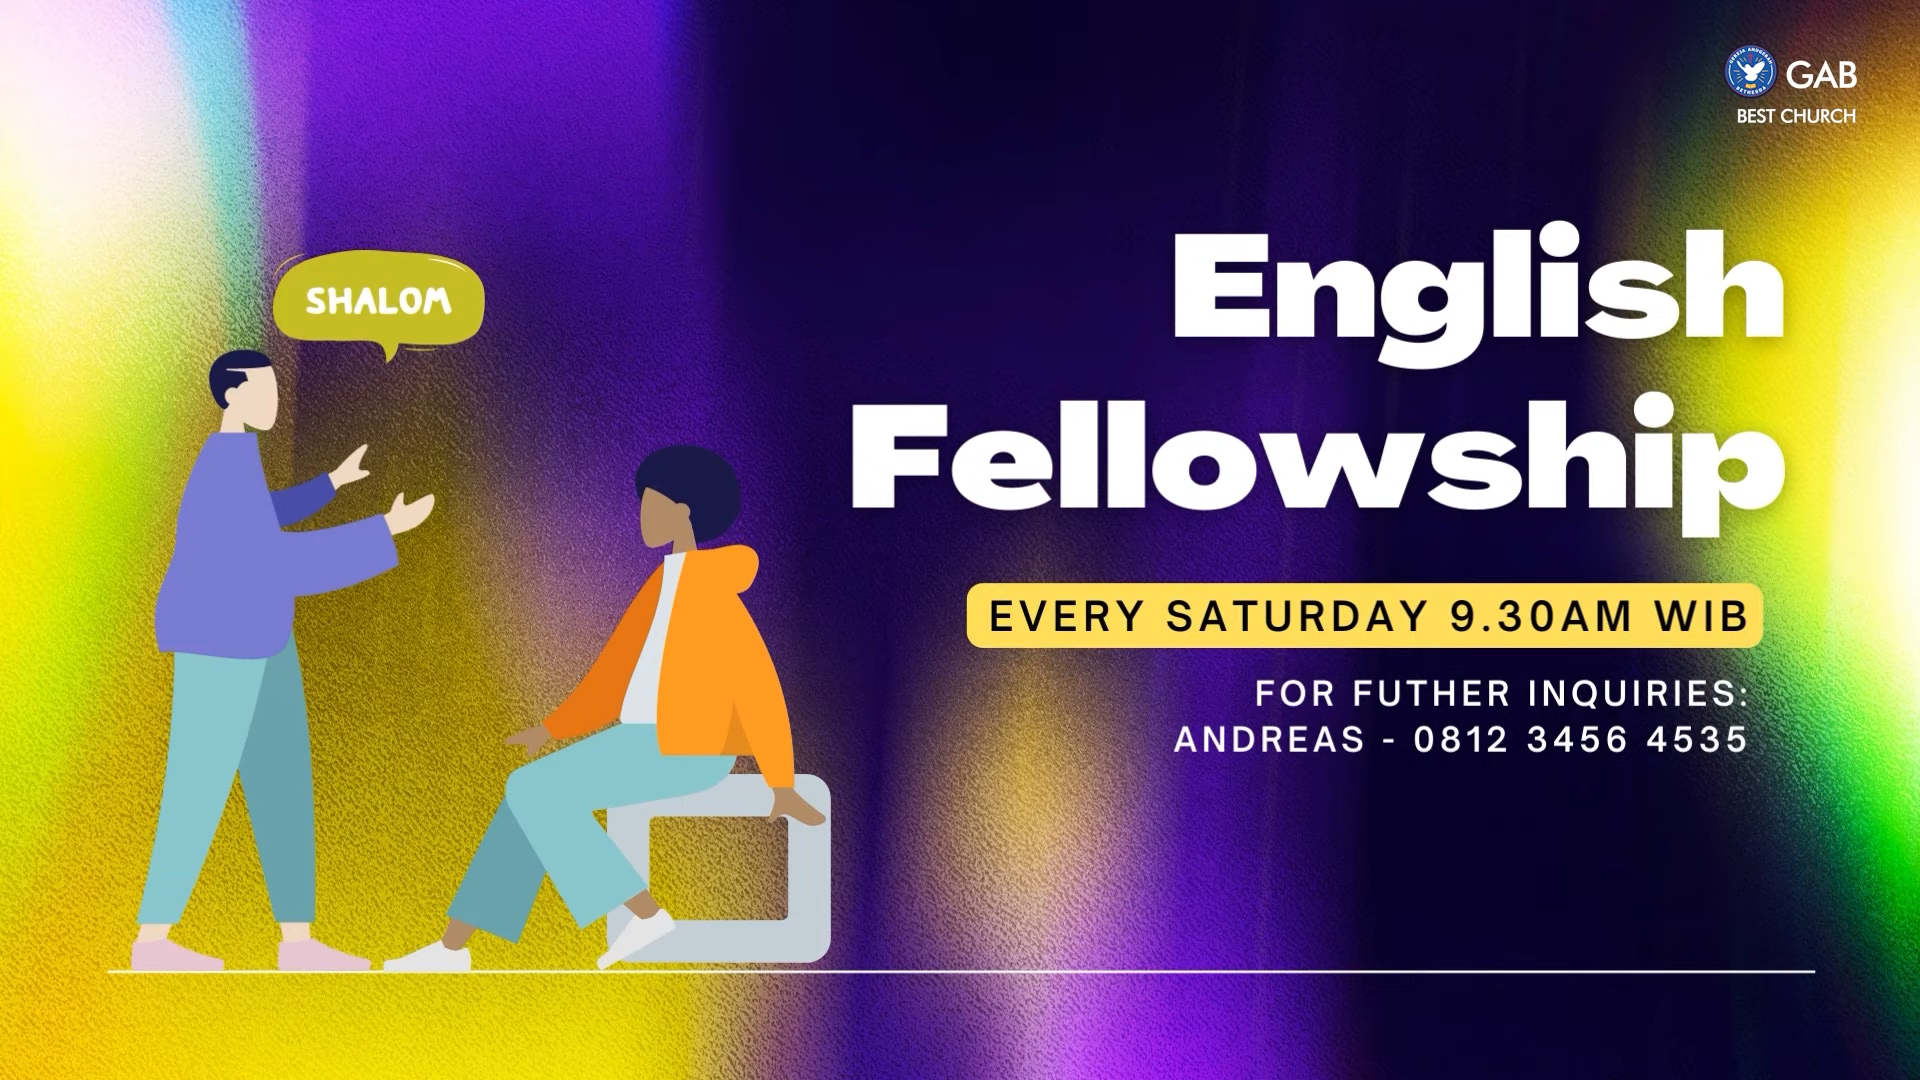 GAB
BEST CHURCH
SHALOM
English
Fellowship
EVERY SATURDAY 9.30AM WIB
FOR FUTHER INQUIRIES:
ANDREAS - 0812 3456 4535